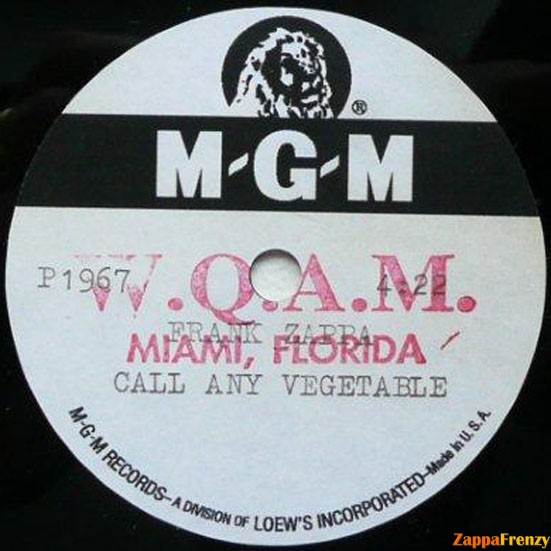 ®
M-G-M
P1967
4:22
W.Q.A.M.
FRANK ZAPPA
MIAMI, FLORIDA
CALL ANY VEGETABLE
M-G-M RECORDS—A DIVISION OF LOEW'S INCORPORATED—Made in U.S.A.
ZappaFrenzy